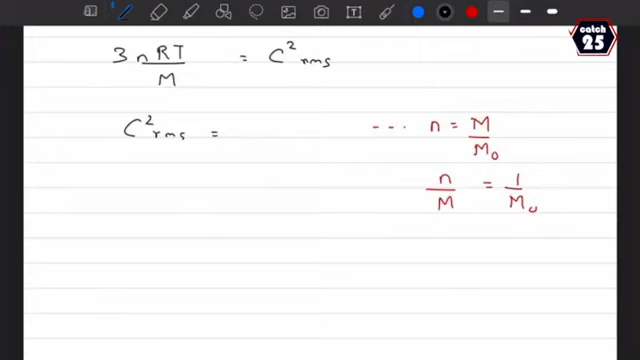 catch
25
3 n RT / M = C² rms
C² rms =
--- n = M / M₀
n / M = 1 / M₀